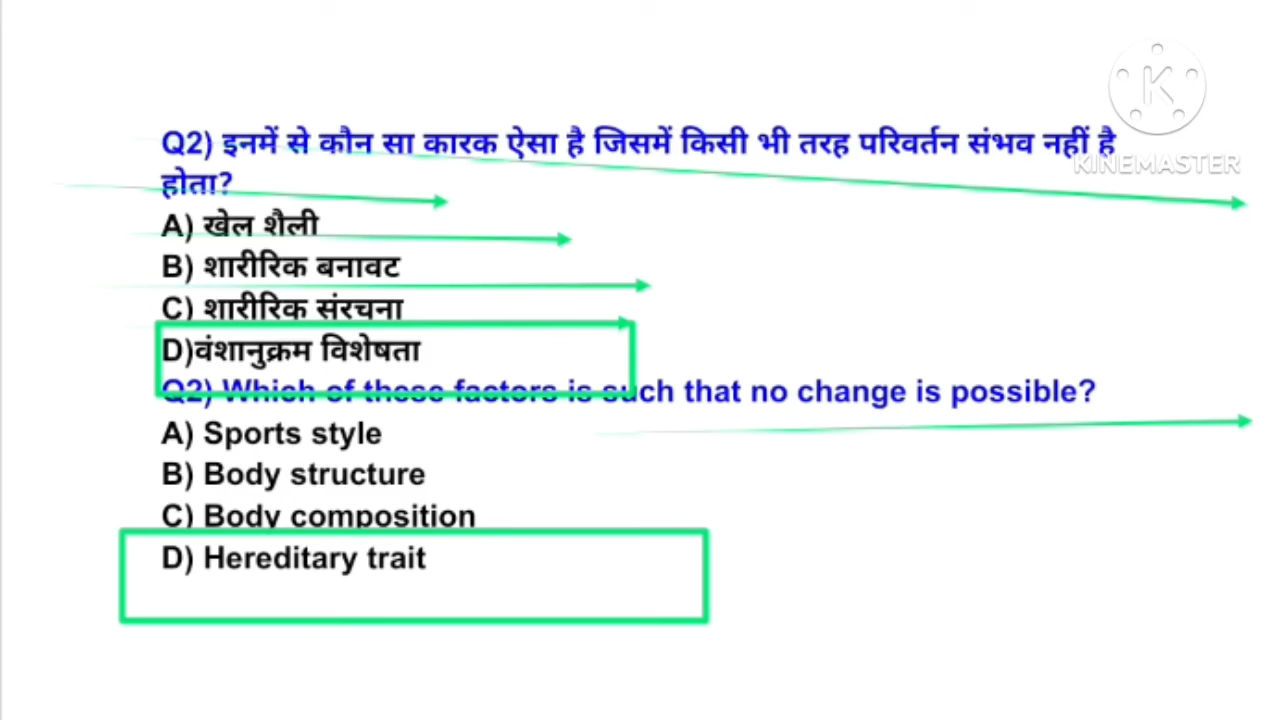 Q2) इनमें से कौन सा कारक ऐसा है जिसमें किसी भी तरह परिवर्तन संभव नहीं है
होता?
A) खेल शैली
B) शारीरिक बनावट
C) शारीरिक संरचना
D)वंशानुक्रम विशेषता
Q2) Which of these factors is such that no change is possible?
A) Sports style
B) Body structure
C) Body composition
D) Hereditary trait
K
KINEMASTER